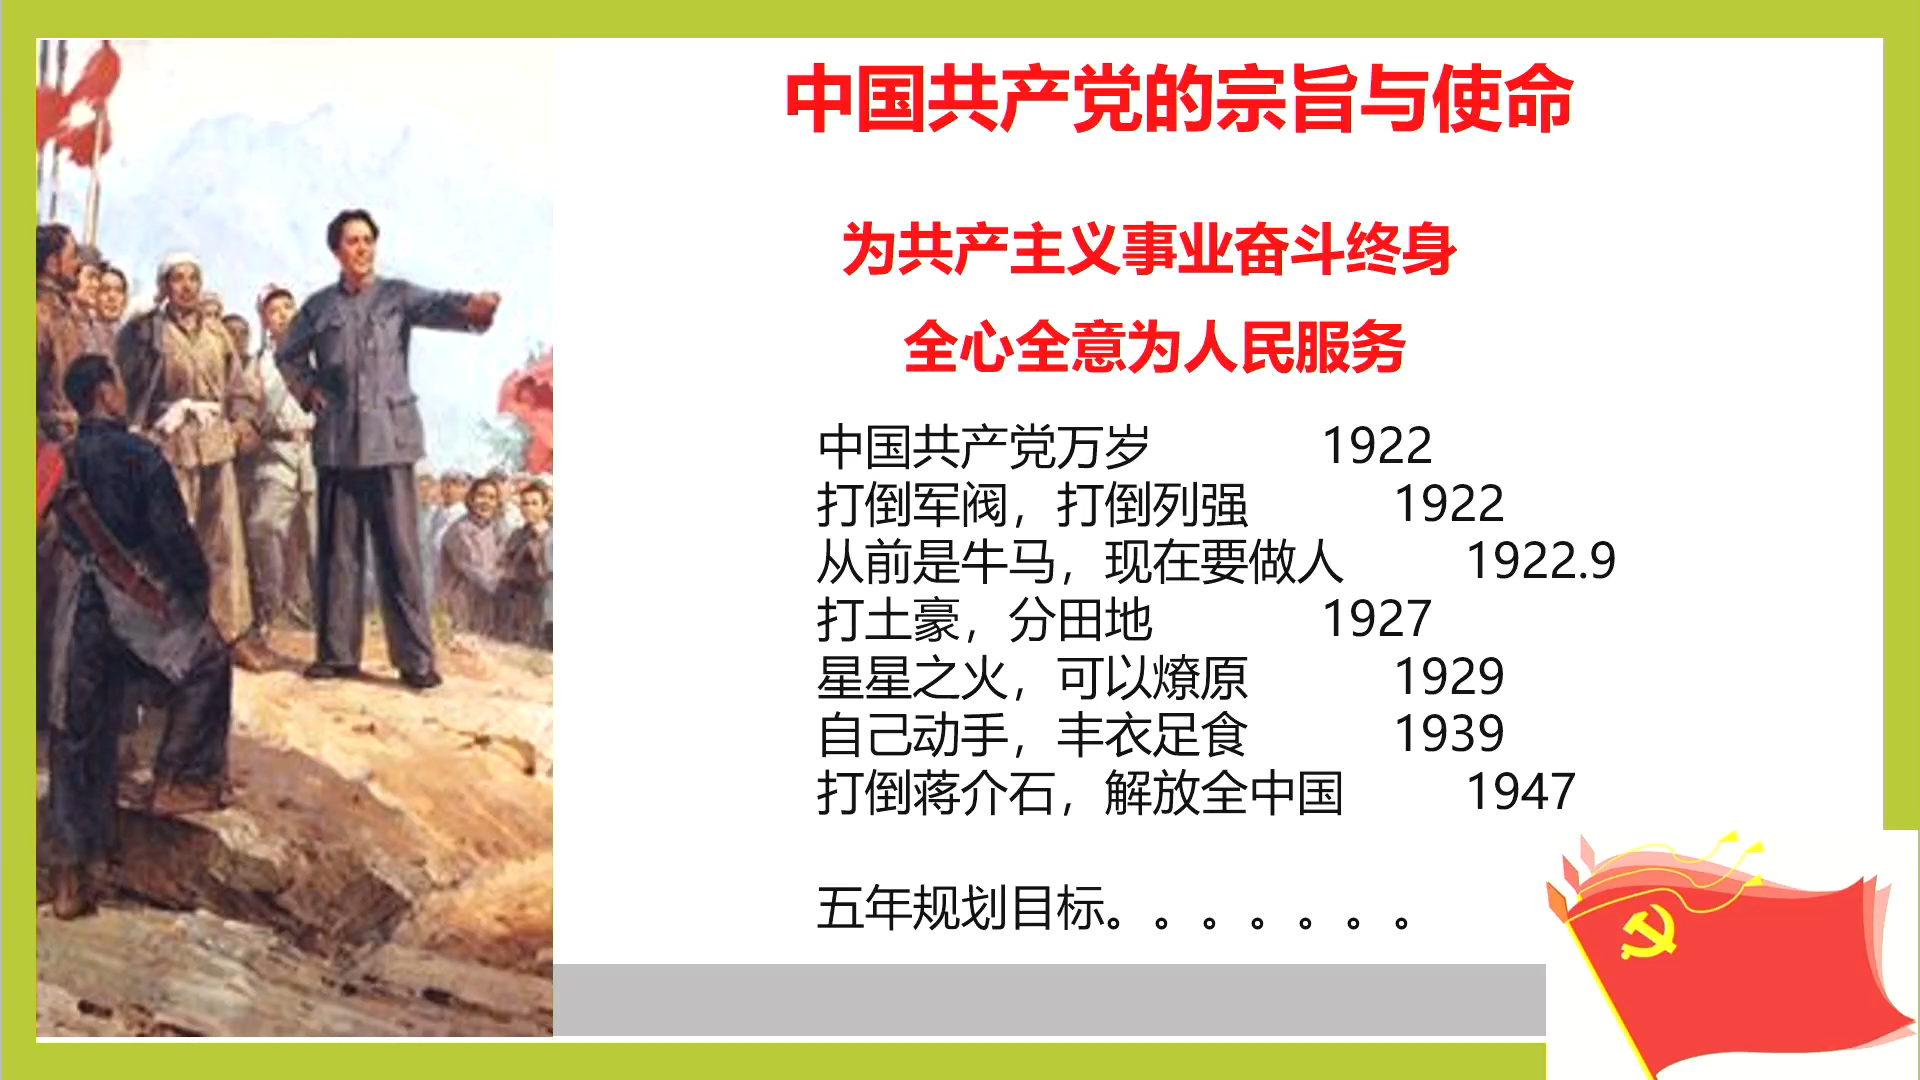 中国共产党的宗旨与使命
为共产主义事业奋斗终身
全心全意为人民服务
中国共产党万岁 1922
打倒军阀，打倒列强 1922
从前是牛马，现在要做人 1922.9
打土豪，分田地 1927
星星之火，可以燎原 1929
自己动手，丰衣足食 1939
打倒蒋介石，解放全中国 1947
五年规划目标。。。。。。。